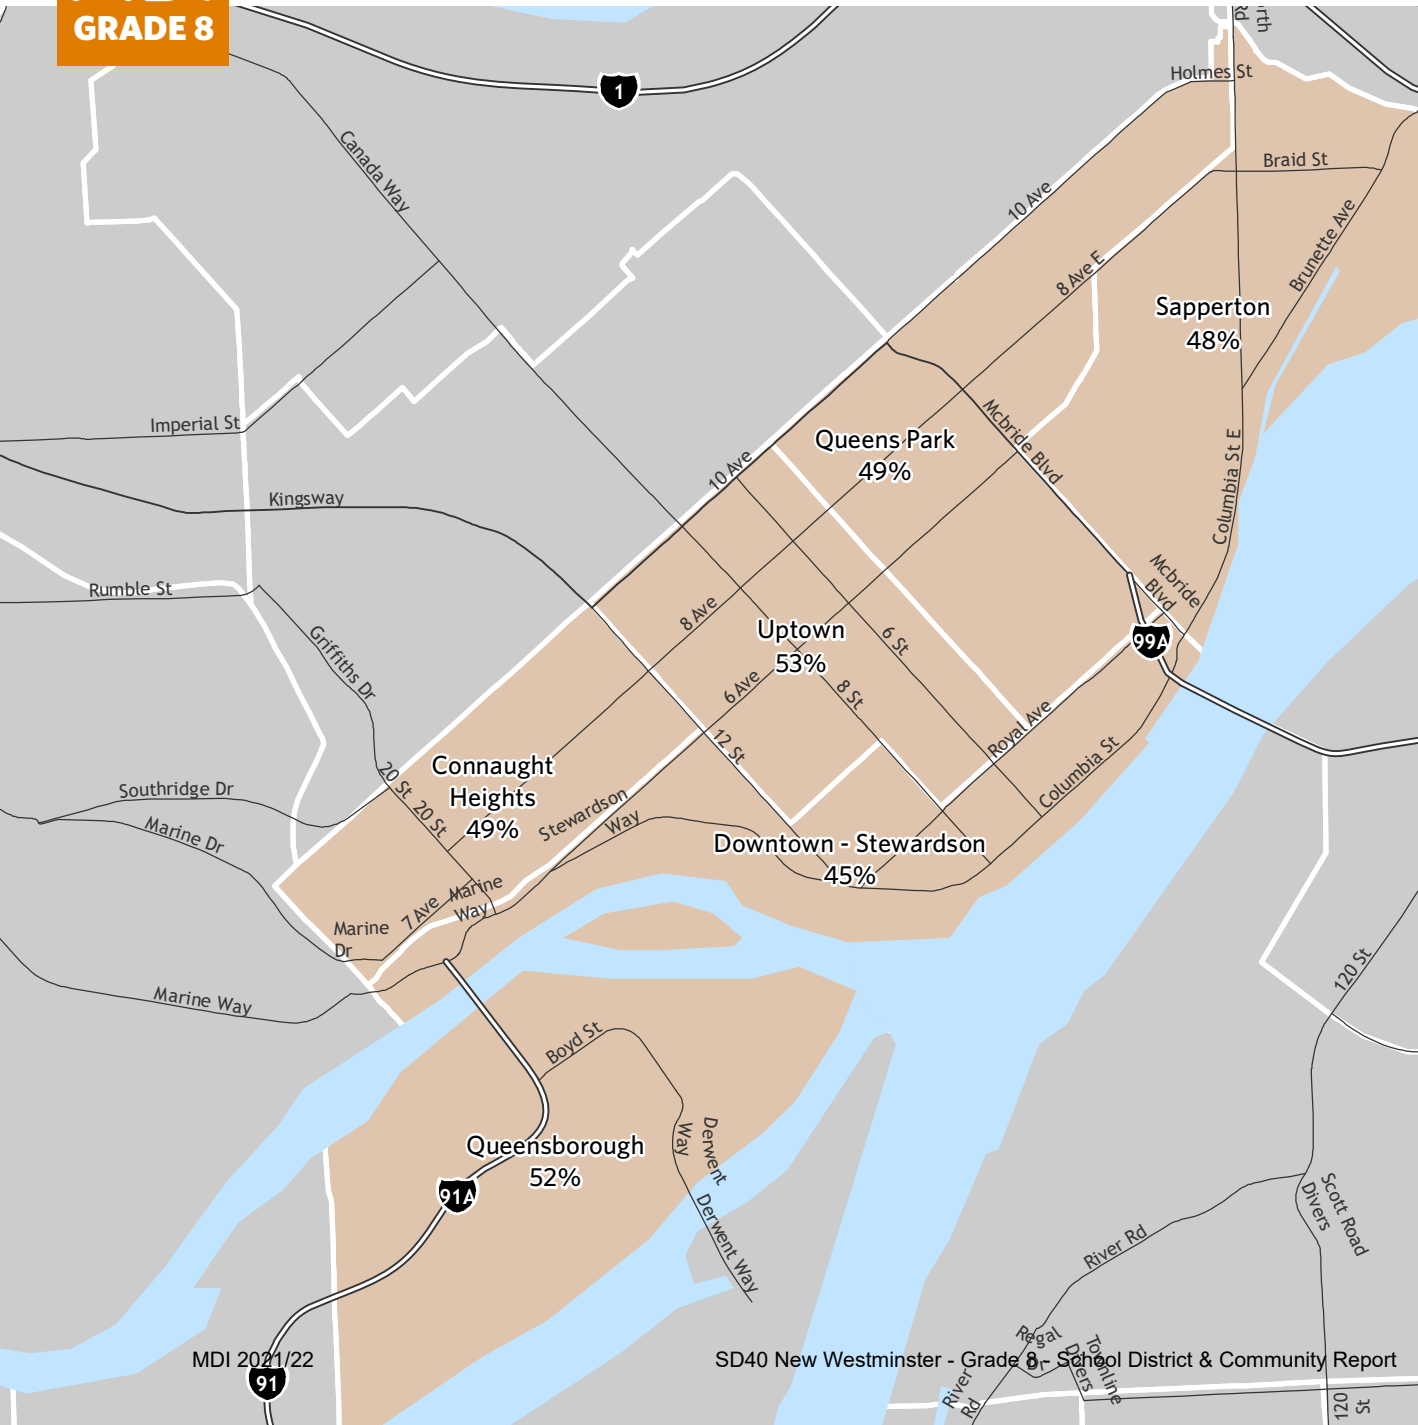 GRADE 8
1
rth
Rd
Holmes St
Canada Way
Braid St
10 Ave
Brunette Ave
8 Ave E
Sapperton
48%
Imperial St
Mcbride Blvd
Queens Park
49%
10 Ave
Columbia St E
Kingsway
Mcbride
Blvd
Rumble St
8 Ave
Griffiths Dr
Uptown
53%
6 St
99A
6 Ave
8 St
Royal Ave
12 St
Connaught
Heights
49%
20 St
20 St
Southridge Dr
Marine Dr
Stewardson
Way
Columbia St
Downtown - Stewardson
45%
Marine
Way
7 Ave
Marine
Dr
Marine Way
120 St
Boyd St
Derwent
Way
Queensborough
52%
91A
Derwent Way
Scott Road
Divers
River Rd
Regal
Dr
Townline
Divers
MDI 2021/22
SD40 New Westminster - Grade 8 - School District & Community Report
91
River
Rd
120
St